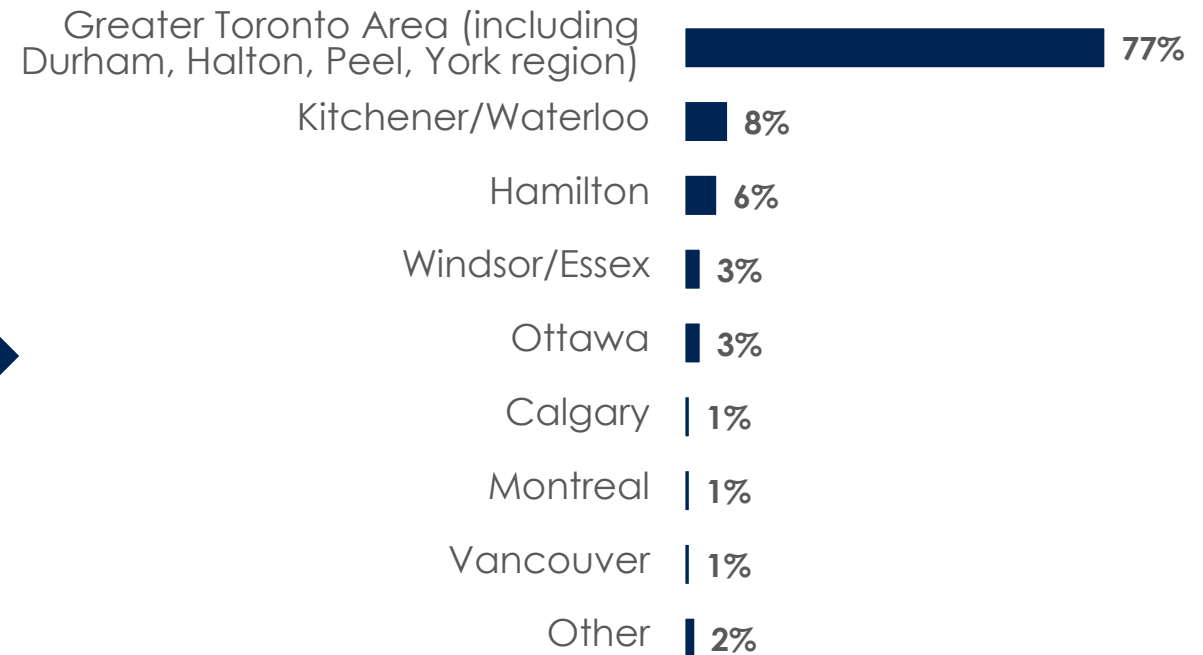 Greater Toronto Area (including
Durham, Halton, Peel, York region)
77%
Kitchener/Waterloo
8%
Hamilton
6%
Windsor/Essex
3%
Ottawa
3%
Calgary
1%
Montreal
1%
Vancouver
1%
Other
2%